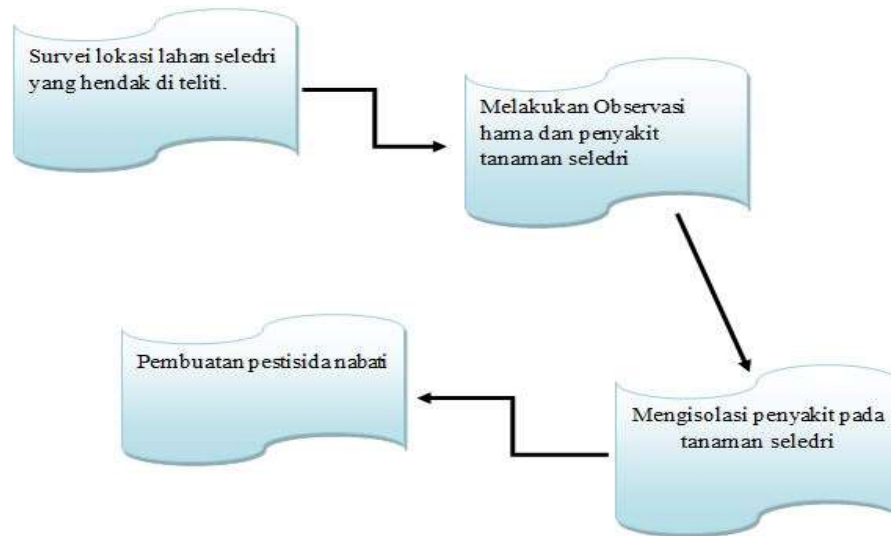 Survei lokasi lahan seledri
yang hendak di teliti.
Melakukan Observasi
hama dan penyakit
tanaman seledri
Mengisolasi penyakit pada
tanaman seledri
Pembuatan pestisida nabati